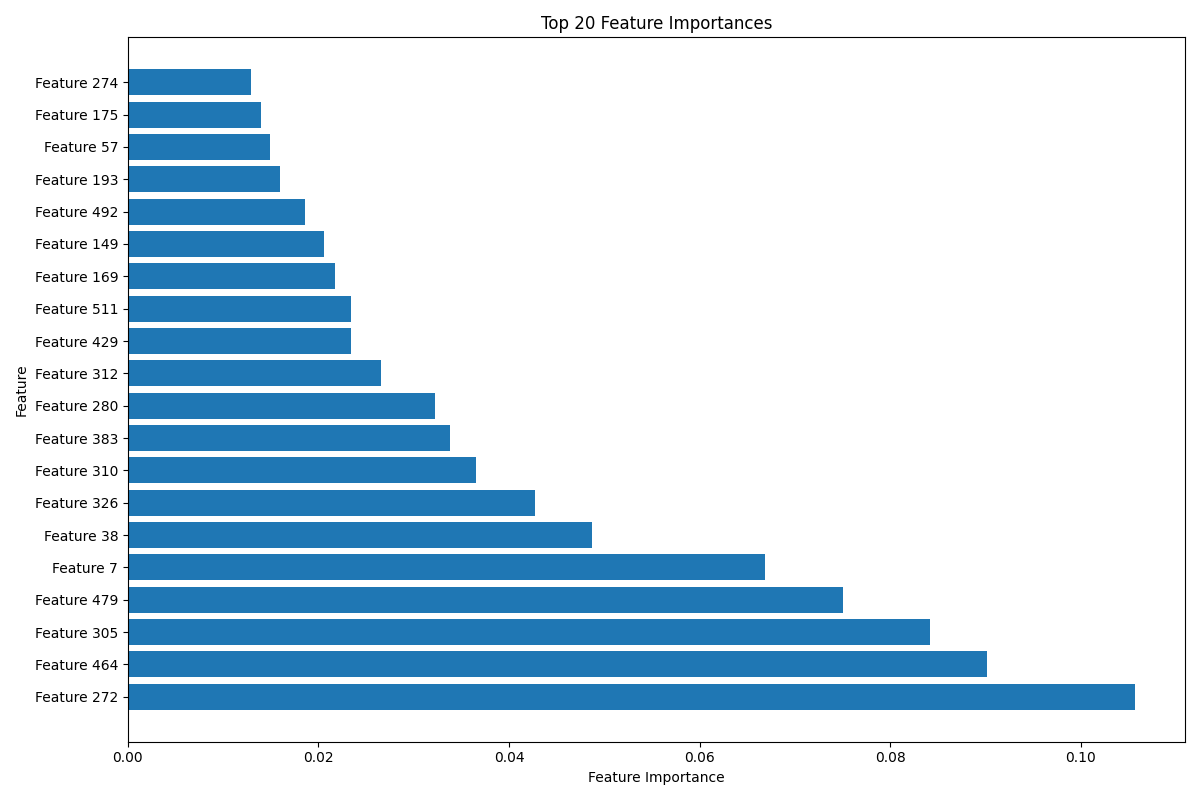 Top 20 Feature Importances
Feature 274
Feature 175
Feature 57
Feature 193
Feature 492
Feature 149
Feature 169
Feature 511
Feature 429
Feature 312
Feature 280
Feature 383
Feature 310
Feature 326
Feature 38
Feature 7
Feature 479
Feature 305
Feature 464
Feature 272
Feature
0.00 0.02 0.04 0.06 0.08 0.10
Feature Importance